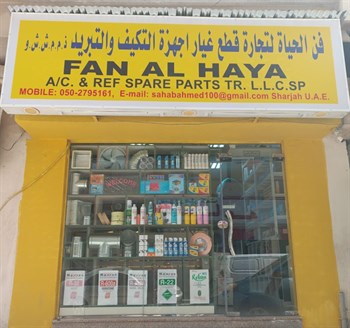 فن الحياة لتجارة قطع غيار اجهزة التكيف والتبريد ذ.م.م ش.ش.و
FAN AL HAYA
A/C. & REF SPARE PARTS TR. L.L.C.SP
MOBILE: 050-2795161, E-mail: sahabahmed100@gmail.com Sharjah U.A.E.
WELCOME
R-22